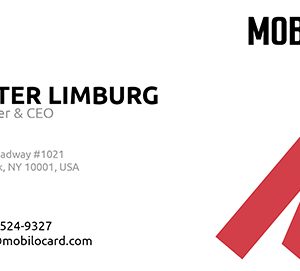 MOB
TER LIMBURG
er & CEO
adway #1021
k, NY 10001, USA
524-9327
@mobilocard.com